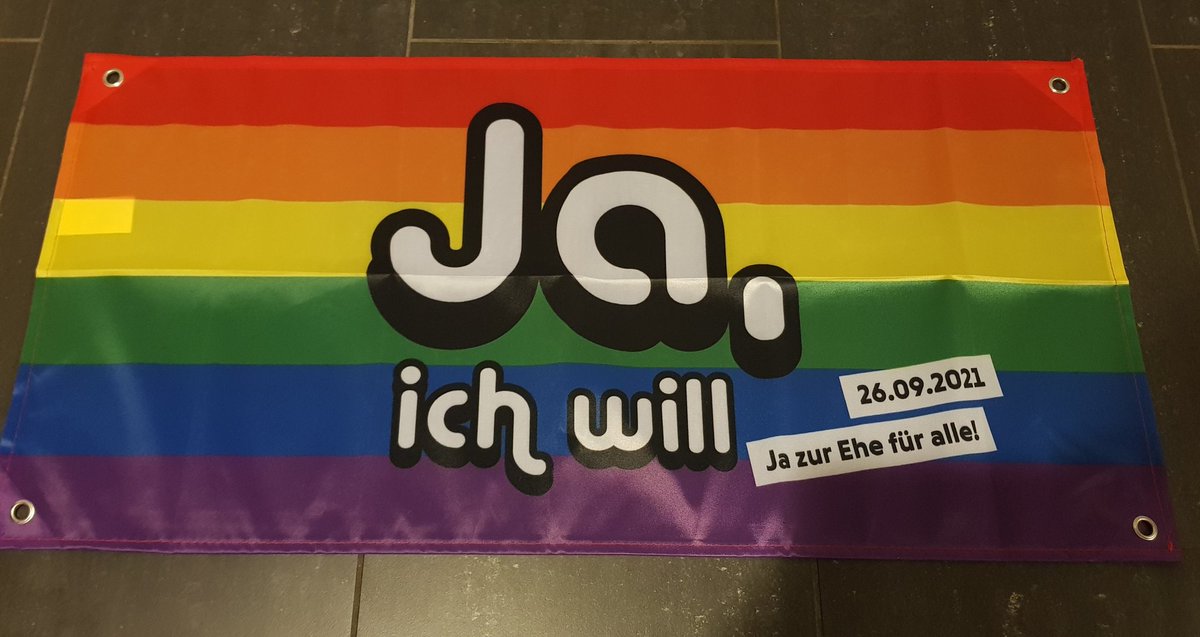 Ja,
ich will
26.09.2021
Ja zur Ehe für alle!